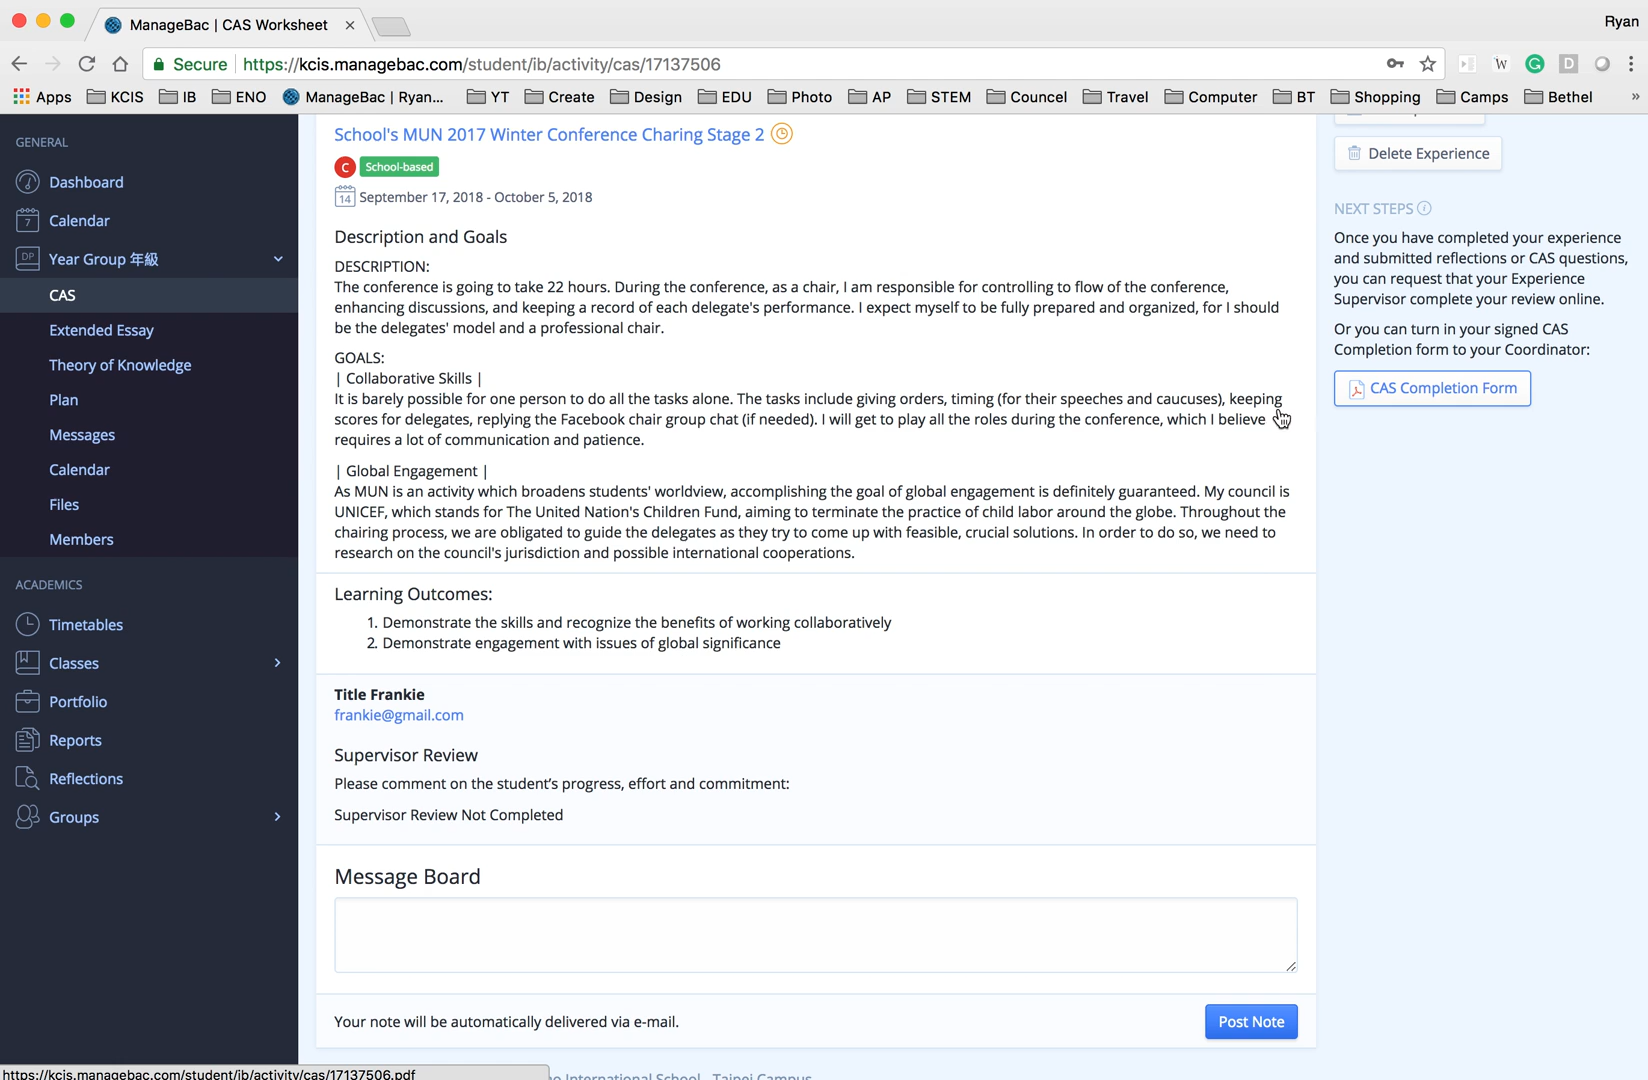 ManageBac | CAS Worksheet
Ryan
Secure
https://kcis.managebac.com/student/ib/activity/cas/17137506
W
D
Apps
KCIS
IB
ENO
ManageBac | Ryan...
YT
Create
Design
EDU
Photo
AP
STEM
Councel
Travel
Computer
BT
Shopping
Camps
Bethel
»
GENERAL
Dashboard
7
Calendar
DP
Year Group 年級
CAS
Extended Essay
Theory of Knowledge
Plan
Messages
Calendar
Files
Members
ACADEMICS
Timetables
Classes
Portfolio
Reports
Reflections
Groups
School's MUN 2017 Winter Conference Charing Stage 2
C School-based
14 September 17, 2018 - October 5, 2018
Description and Goals
DESCRIPTION:
The conference is going to take 22 hours. During the conference, as a chair, I am responsible for controlling to flow of the conference,
enhancing discussions, and keeping a record of each delegate's performance. I expect myself to be fully prepared and organized, for I should
be the delegates' model and a professional chair.
GOALS:
| Collaborative Skills |
It is barely possible for one person to do all the tasks alone. The tasks include giving orders, timing (for their speeches and caucuses), keeping
scores for delegates, replying the Facebook chair group chat (if needed). I will get to play all the roles during the conference, which I believe
requires a lot of communication and patience.
| Global Engagement |
As MUN is an activity which broadens students' worldview, accomplishing the goal of global engagement is definitely guaranteed. My council is
UNICEF, which stands for The United Nation's Children Fund, aiming to terminate the practice of child labor around the globe. Throughout the
chairing process, we are obligated to guide the delegates as they try to come up with feasible, crucial solutions. In order to do so, we need to
research on the council's jurisdiction and possible international cooperations.
Learning Outcomes:
1. Demonstrate the skills and recognize the benefits of working collaboratively
2. Demonstrate engagement with issues of global significance
Title Frankie
frankie@gmail.com
Supervisor Review
Please comment on the student's progress, effort and commitment:
Supervisor Review Not Completed
Message Board
Your note will be automatically delivered via e-mail.
Post Note
Delete Experience
NEXT STEPS
Once you have completed your experience
and submitted reflections or CAS questions,
you can request that your Experience
Supervisor complete your review online.
Or you can turn in your signed CAS
Completion form to your Coordinator:
CAS Completion Form
https://kcis.managebac.com/student/ib/activity/cas/17137506.pdf
International School - Taipei Campus